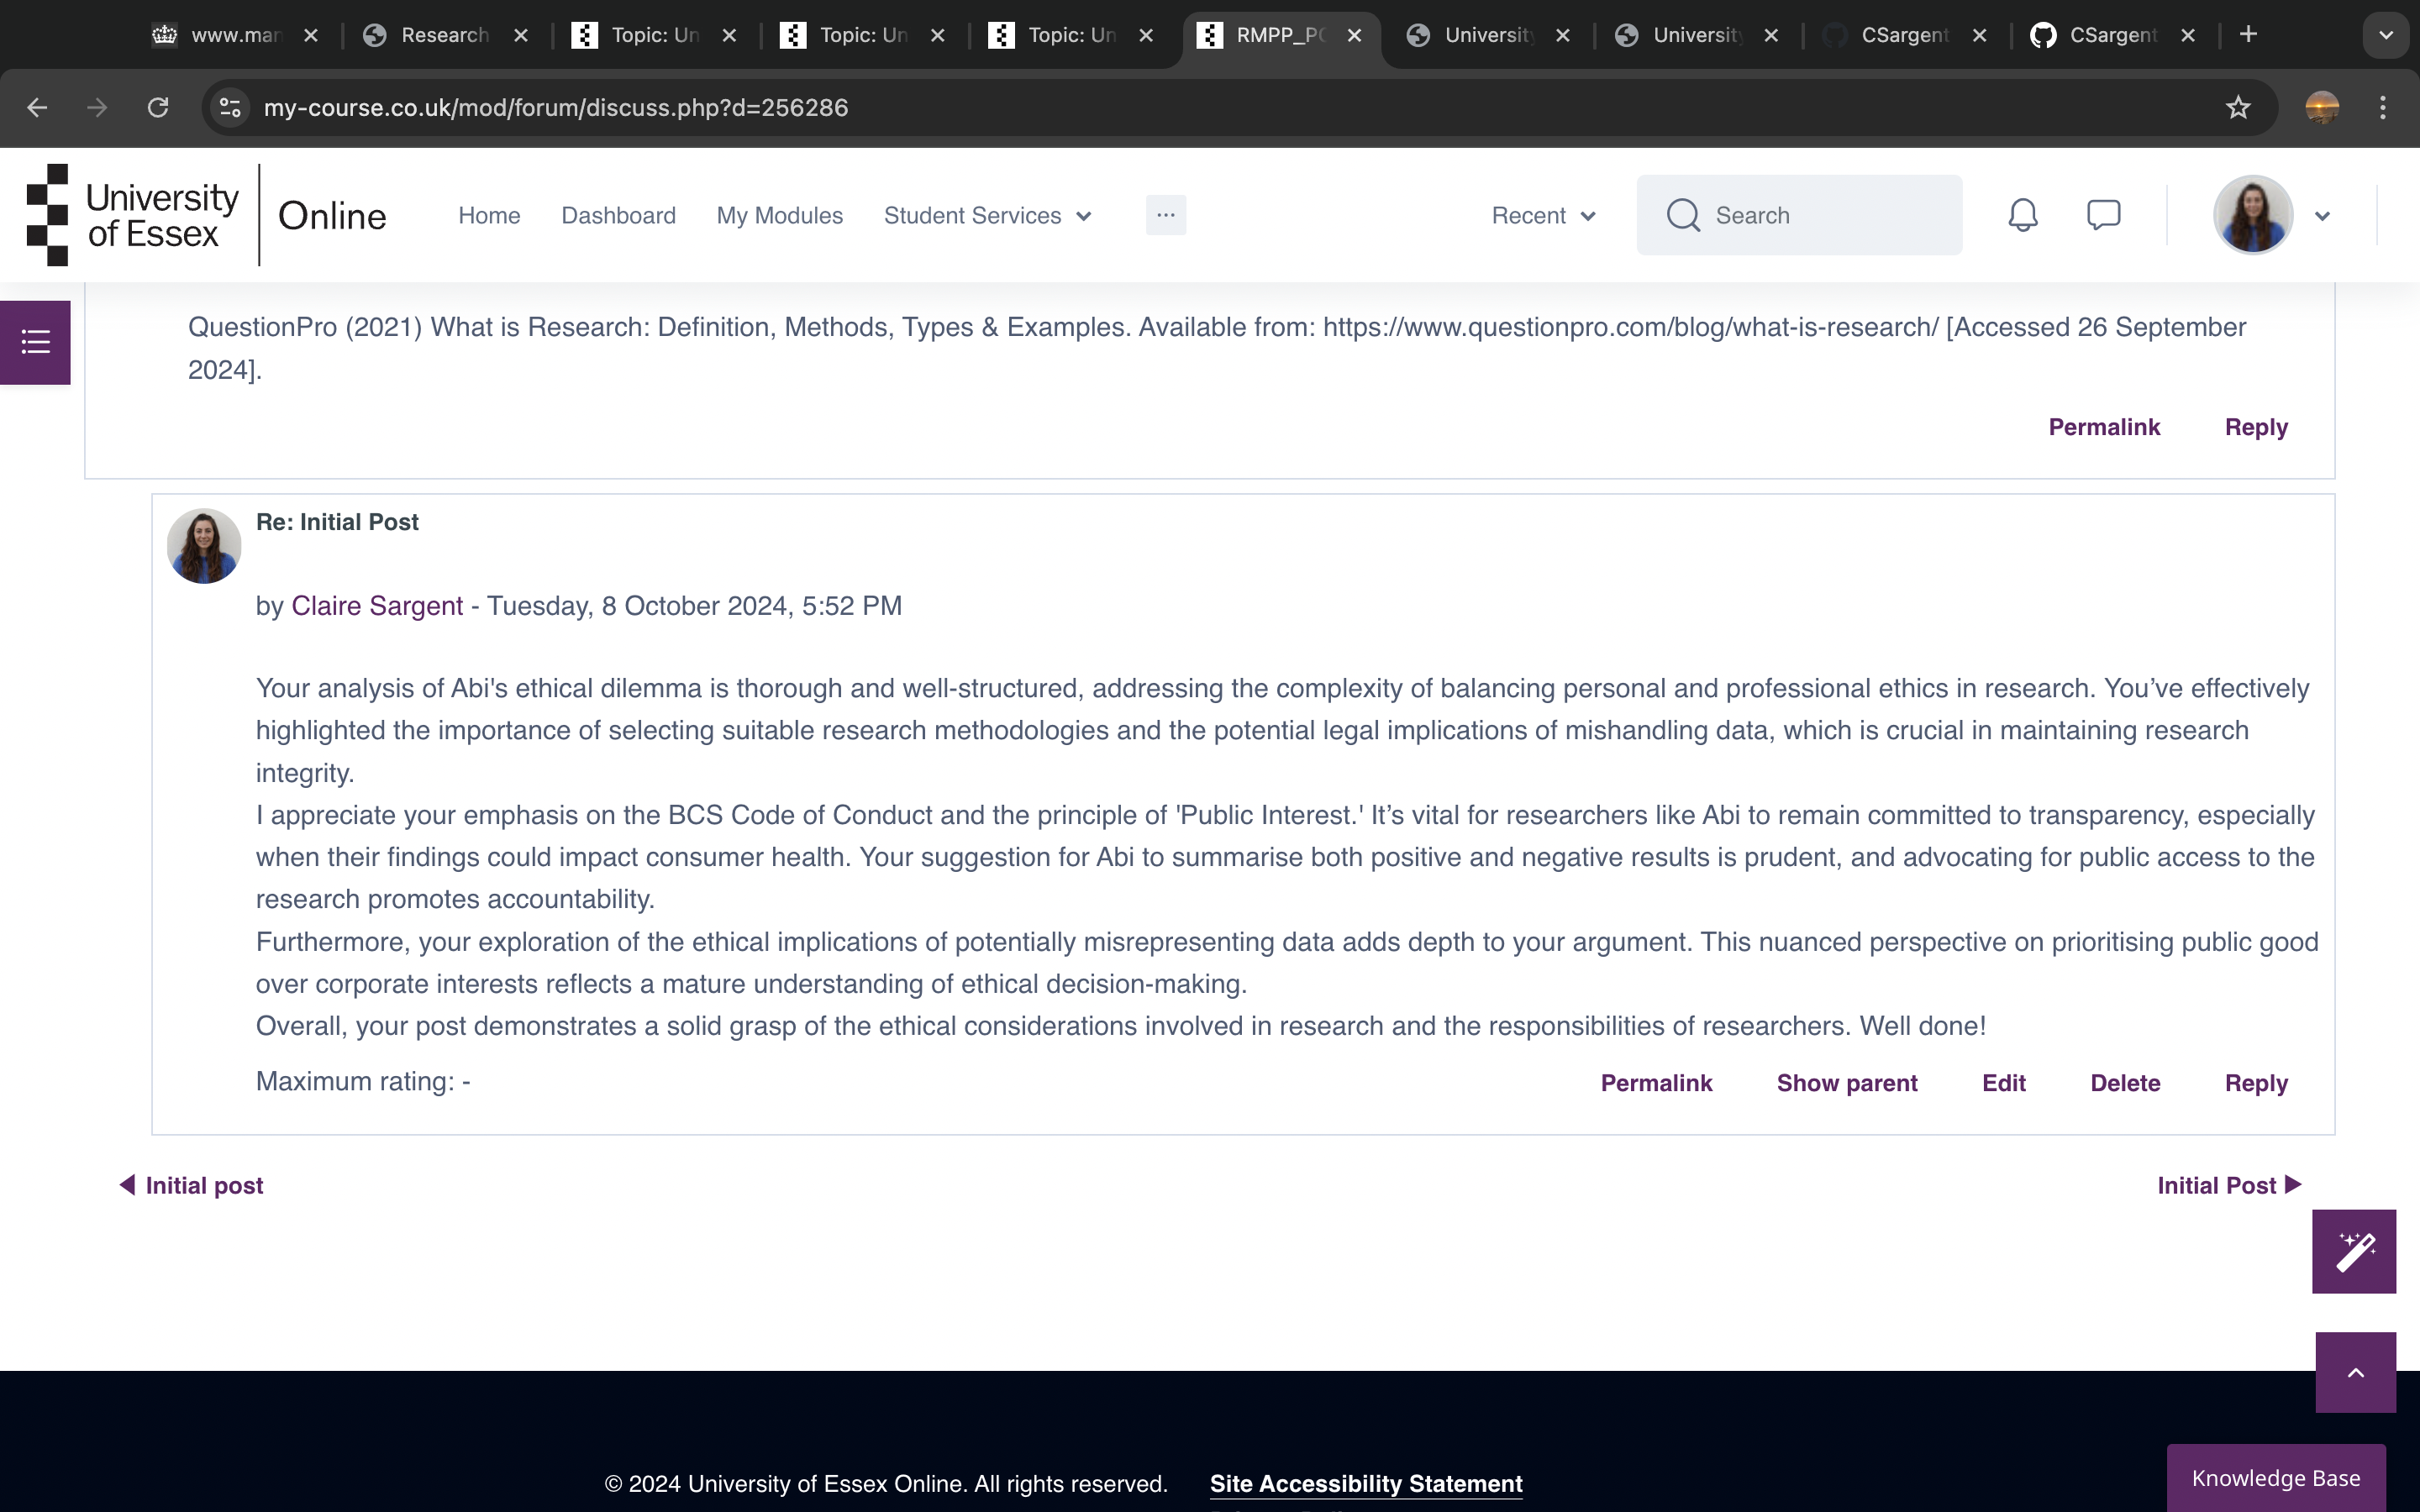 www.man
Research
Topic: Un
Topic: Un
Topic: Un
RMPP_PC
University
University
CSargent
CSargent
my-course.co.uk/mod/forum/discuss.php?d=256286
University of Essex
Online
Home
Dashboard
My Modules
Student Services
Recent
Search
QuestionPro (2021) What is Research: Definition, Methods, Types & Examples. Available from: https://www.questionpro.com/blog/what-is-research/ [Accessed 26 September
2024].
Permalink
Reply
Re: Initial Post
by Claire Sargent - Tuesday, 8 October 2024, 5:52 PM
Your analysis of Abi's ethical dilemma is thorough and well-structured, addressing the complexity of balancing personal and professional ethics in research. You’ve effectively
highlighted the importance of selecting suitable research methodologies and the potential legal implications of mishandling data, which is crucial in maintaining research
integrity.
I appreciate your emphasis on the BCS Code of Conduct and the principle of 'Public Interest.' It’s vital for researchers like Abi to remain committed to transparency, especially
when their findings could impact consumer health. Your suggestion for Abi to summarise both positive and negative results is prudent, and advocating for public access to the
research promotes accountability.
Furthermore, your exploration of the ethical implications of potentially misrepresenting data adds depth to your argument. This nuanced perspective on prioritising public good
over corporate interests reflects a mature understanding of ethical decision-making.
Overall, your post demonstrates a solid grasp of the ethical considerations involved in research and the responsibilities of researchers. Well done!
Maximum rating: -
Permalink
Show parent
Edit
Delete
Reply
Initial post
Initial Post
© 2024 University of Essex Online. All rights reserved.
Site Accessibility Statement
Knowledge Base